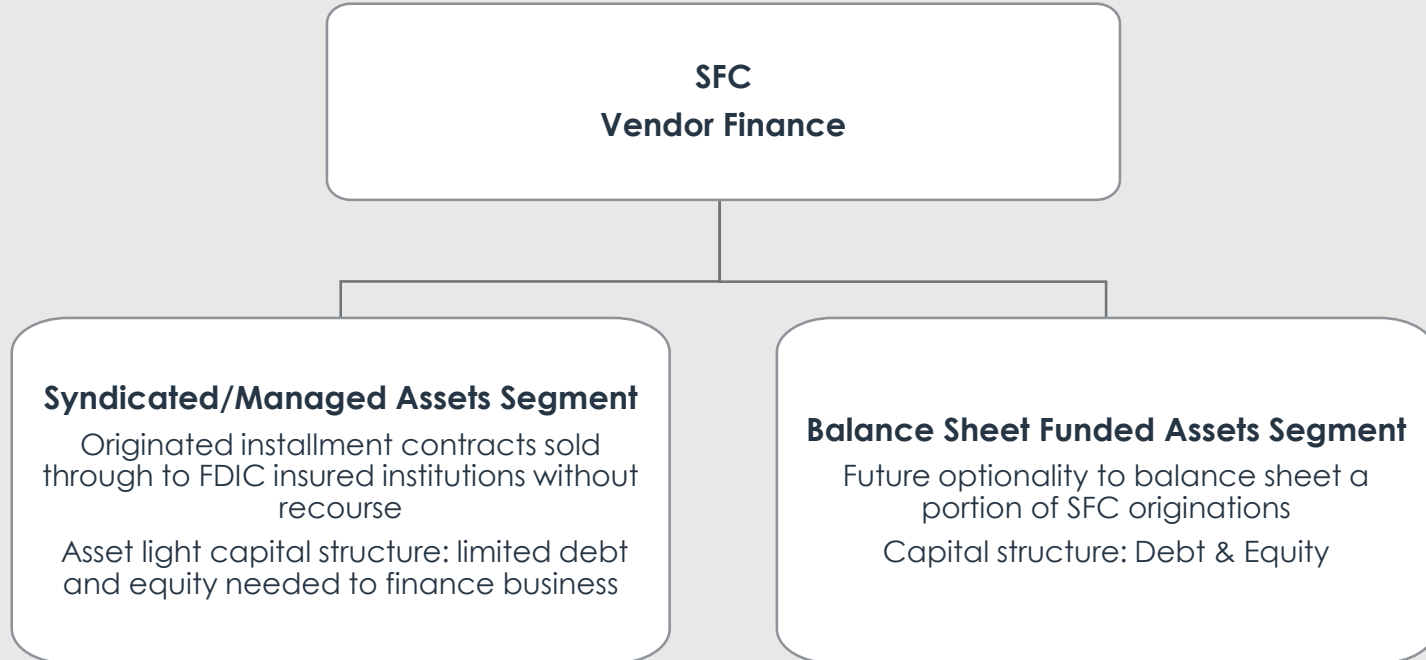 SFC
Vendor Finance
Syndicated/Managed Assets Segment
Originated installment contracts sold
through to FDIC insured institutions without
recourse
Asset light capital structure: limited debt
and equity needed to finance business
Balance Sheet Funded Assets Segment
Future optionality to balance sheet a
portion of SFC originations
Capital structure: Debt & Equity